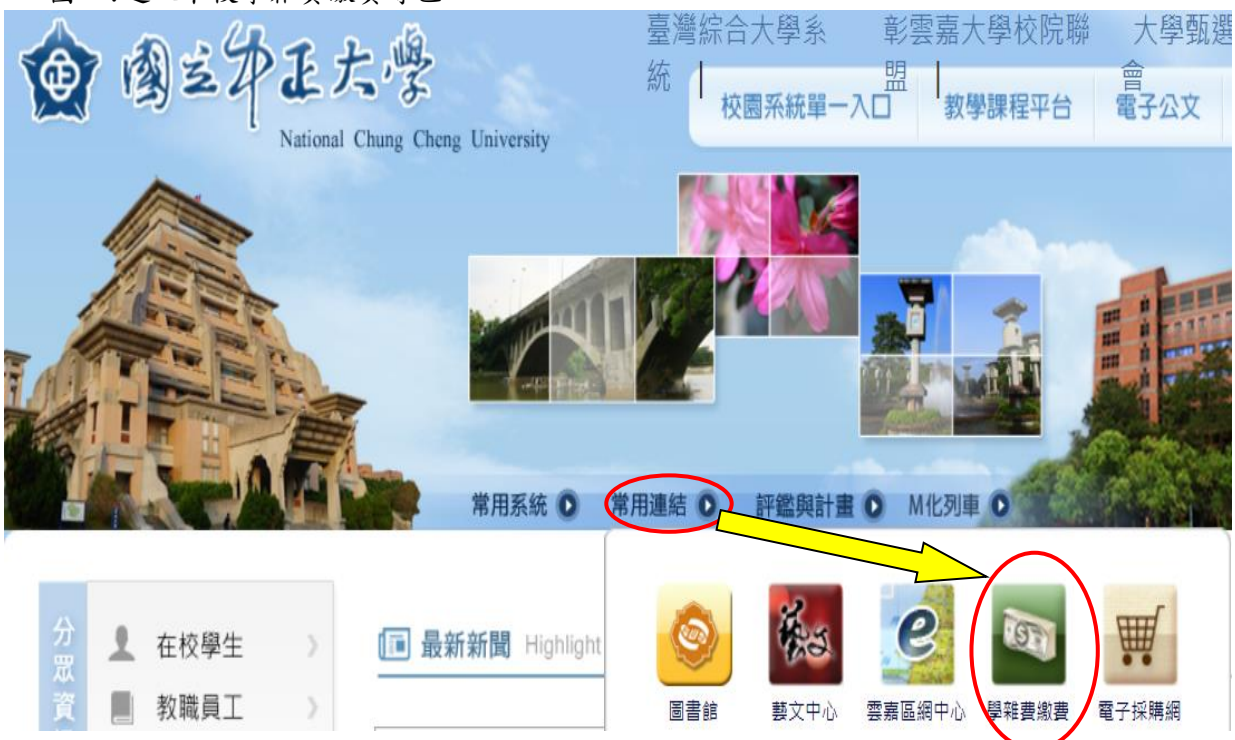 臺灣綜合大學系統
彰雲嘉大學校院聯盟
大學甄選會
國立中正大學
National Chung Cheng University
校園系統單一入口
教學課程平台
電子公文
常用系統
常用連結
評鑑與計畫
M化列車
分眾資
在校學生
教職員工
最新新聞 Highlight
圖書館
藝文
藝文中心
e
雲嘉區網中心
學雜費繳費
電子採購網